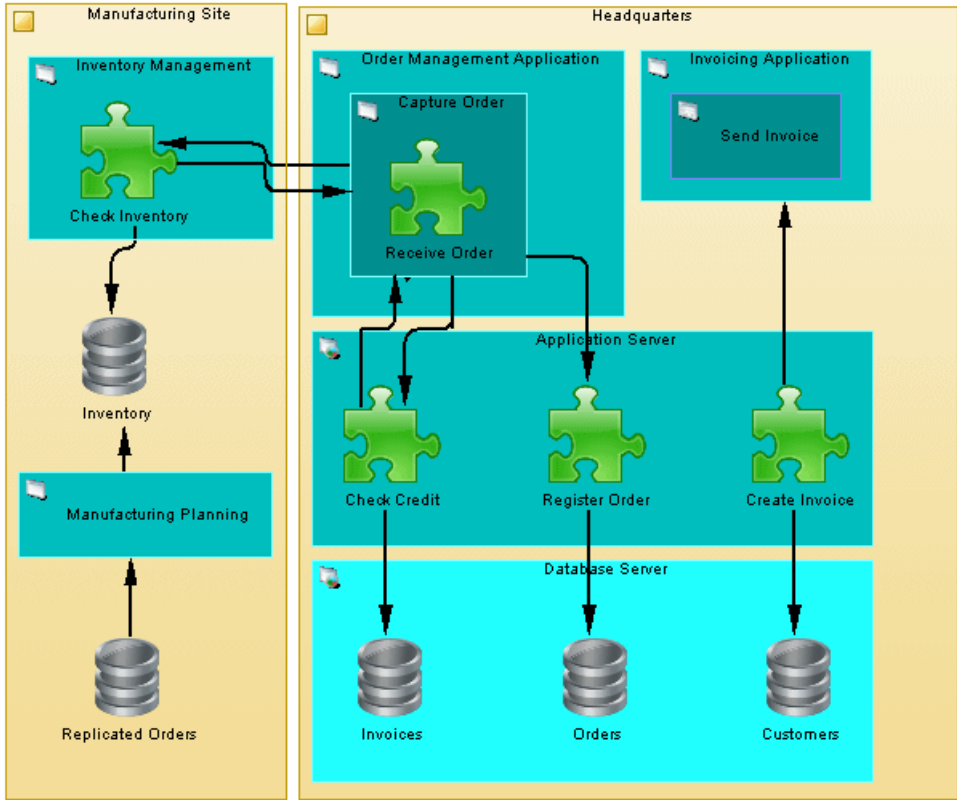 Manufacturing Site
Inventory Management
Check Inventory
Inventory
Manufacturing Planning
Replicated Orders
Headquarters
Order Management Application
Capture Order
Receive Order
Invoicing Application
Send Invoice
Application Server
Check Credit
Register Order
Create Invoice
Database Server
Invoices
Orders
Customers